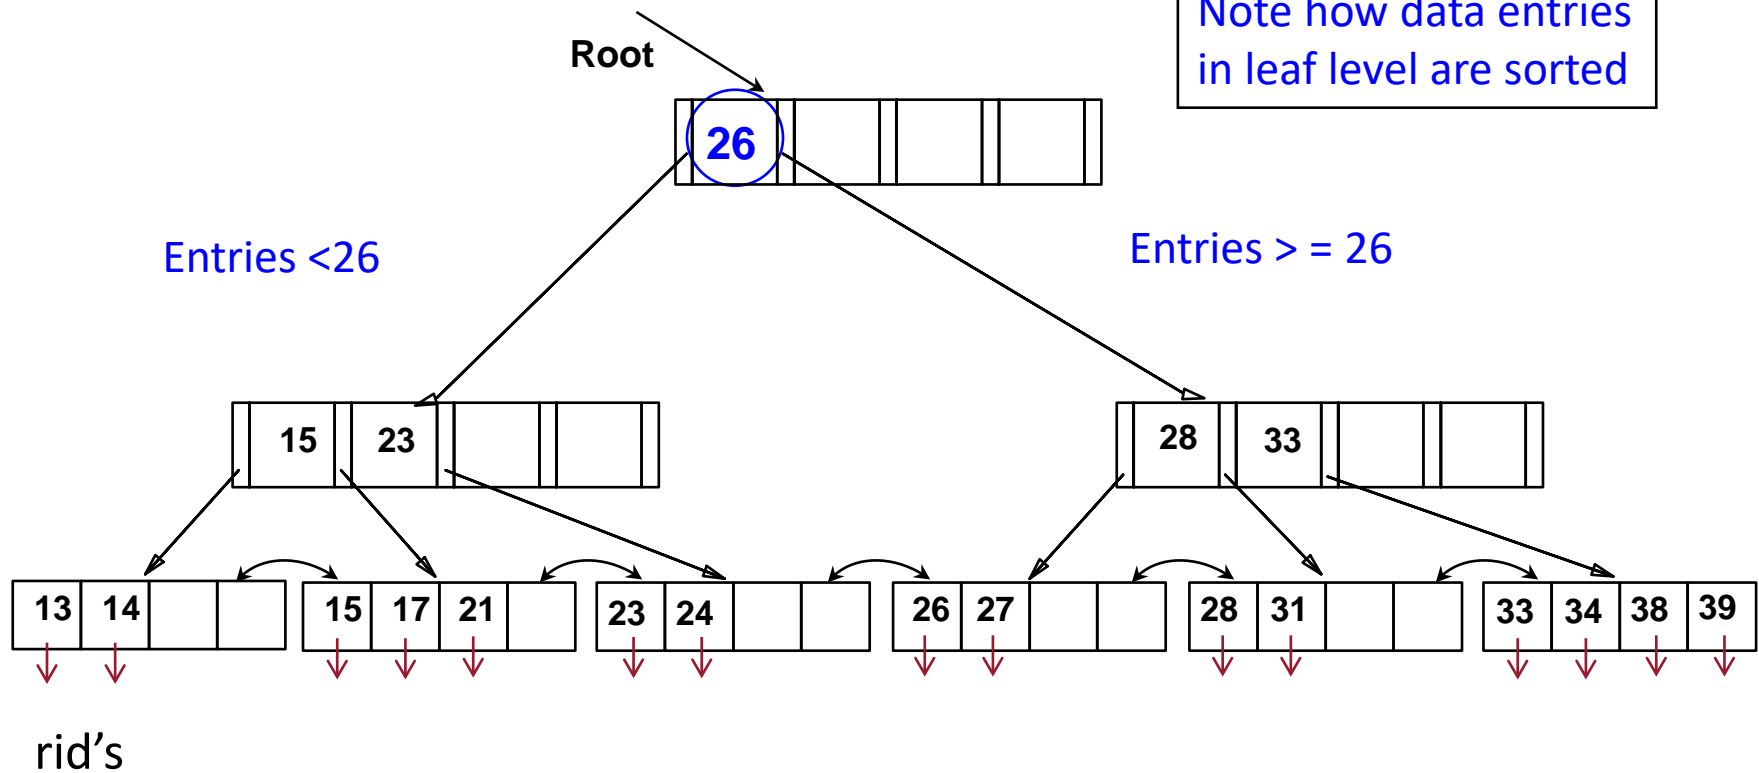 Note how data entries
in leaf level are sorted
Root
26
Entries <26
Entries > = 26
15 23
28 33
13 14
15 17 21
23 24
26 27
28 31
33 34 38 39
rid's